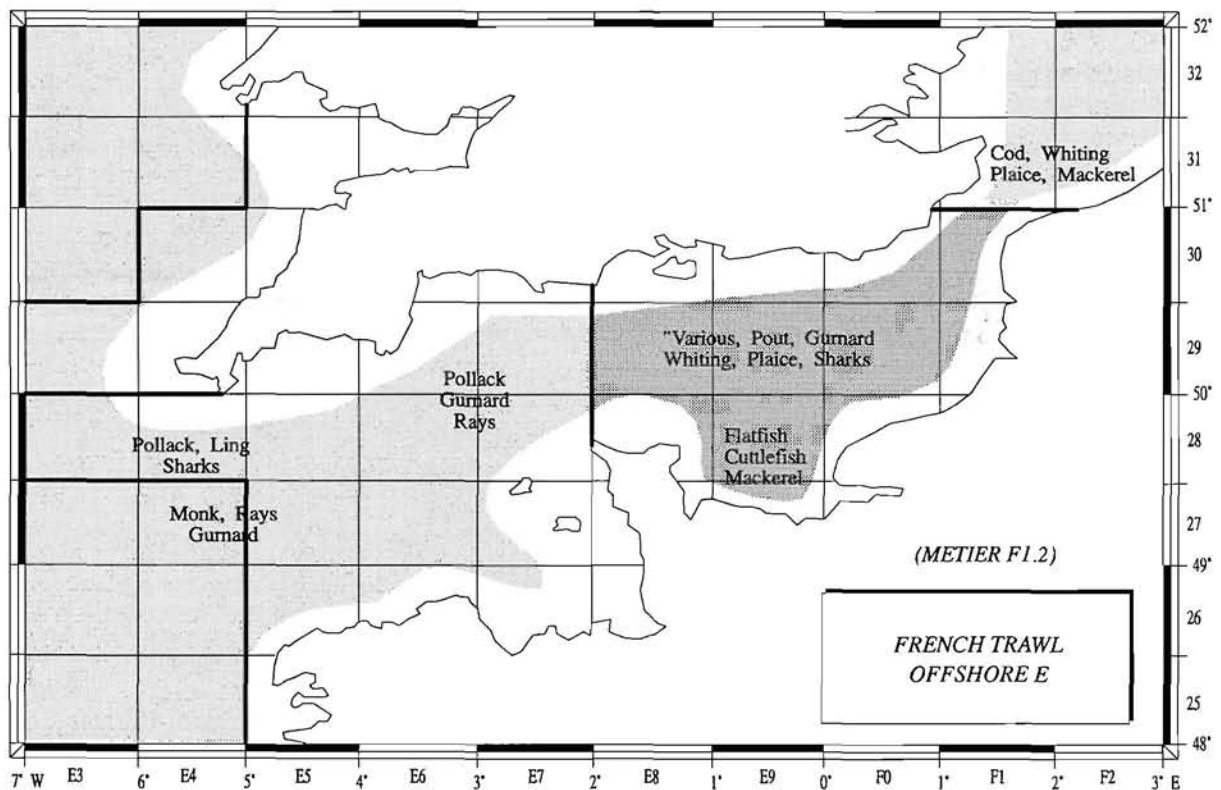 52°
32
Cod, Whiting
Plaice, Mackerel
31
51°
30
"Various, Pout, Gurnard
Whiting, Plaice, Sharks
29
Pollack
Gurnard
Rays
50°
Flatfish
Cuttlefish
Mackerel
28
Pollack, Ling
Sharks
Monk, Rays
Gurnard
27
(METIER F1.2)
49°
26
FRENCH TRAWL
OFFSHORE E
25
48°
7° W E3 6° E4 5° E5 4° E6 3° E7 2° E8 1° E9 0° F0 1° F1 2° F2 3° E